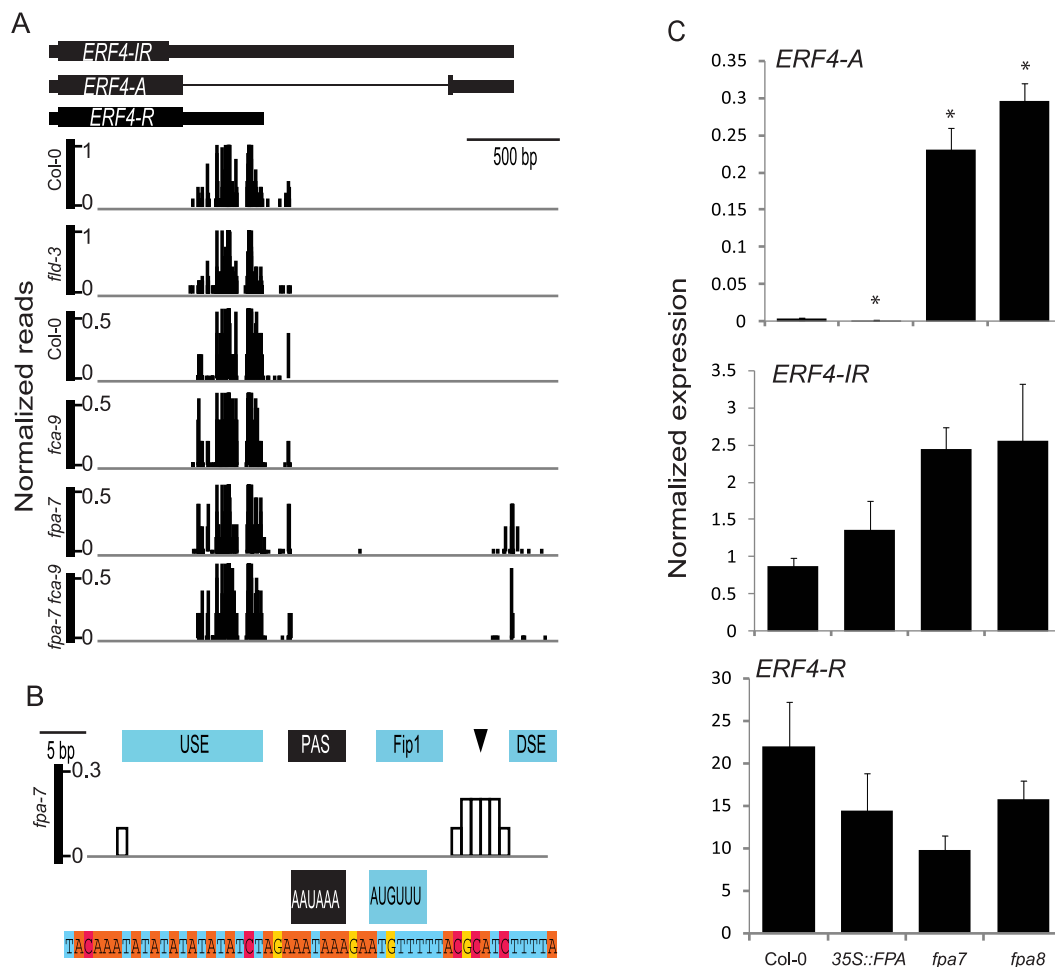 A
ERF4-IR
ERF4-A
ERF4-R
500 bp
Normalized reads
Col-0
1
0
fld-3
1
0
Col-0
0.5
0
fca-9
0.5
0
fpa-7
0.5
0
fpa-7 fca-9
0.5
0
B
5 bp
USE
PAS
Fip1
DSE
fpa-7
0.3
0
AAUAAA
AUGUUU
TACAAATATATATATATCTAGAAATAAAGAATGTTTTTACGCATCTTTTA
C
Normalized expression
ERF4-A
0.35
0.3
0.25
0.2
0.15
0.1
0.05
0
*
*
*
ERF4-IR
3.5
3
2.5
2
1.5
1
0.5
0
ERF4-R
30
25
20
15
10
5
0
Col-0
35S::FPA
fpa7
fpa8